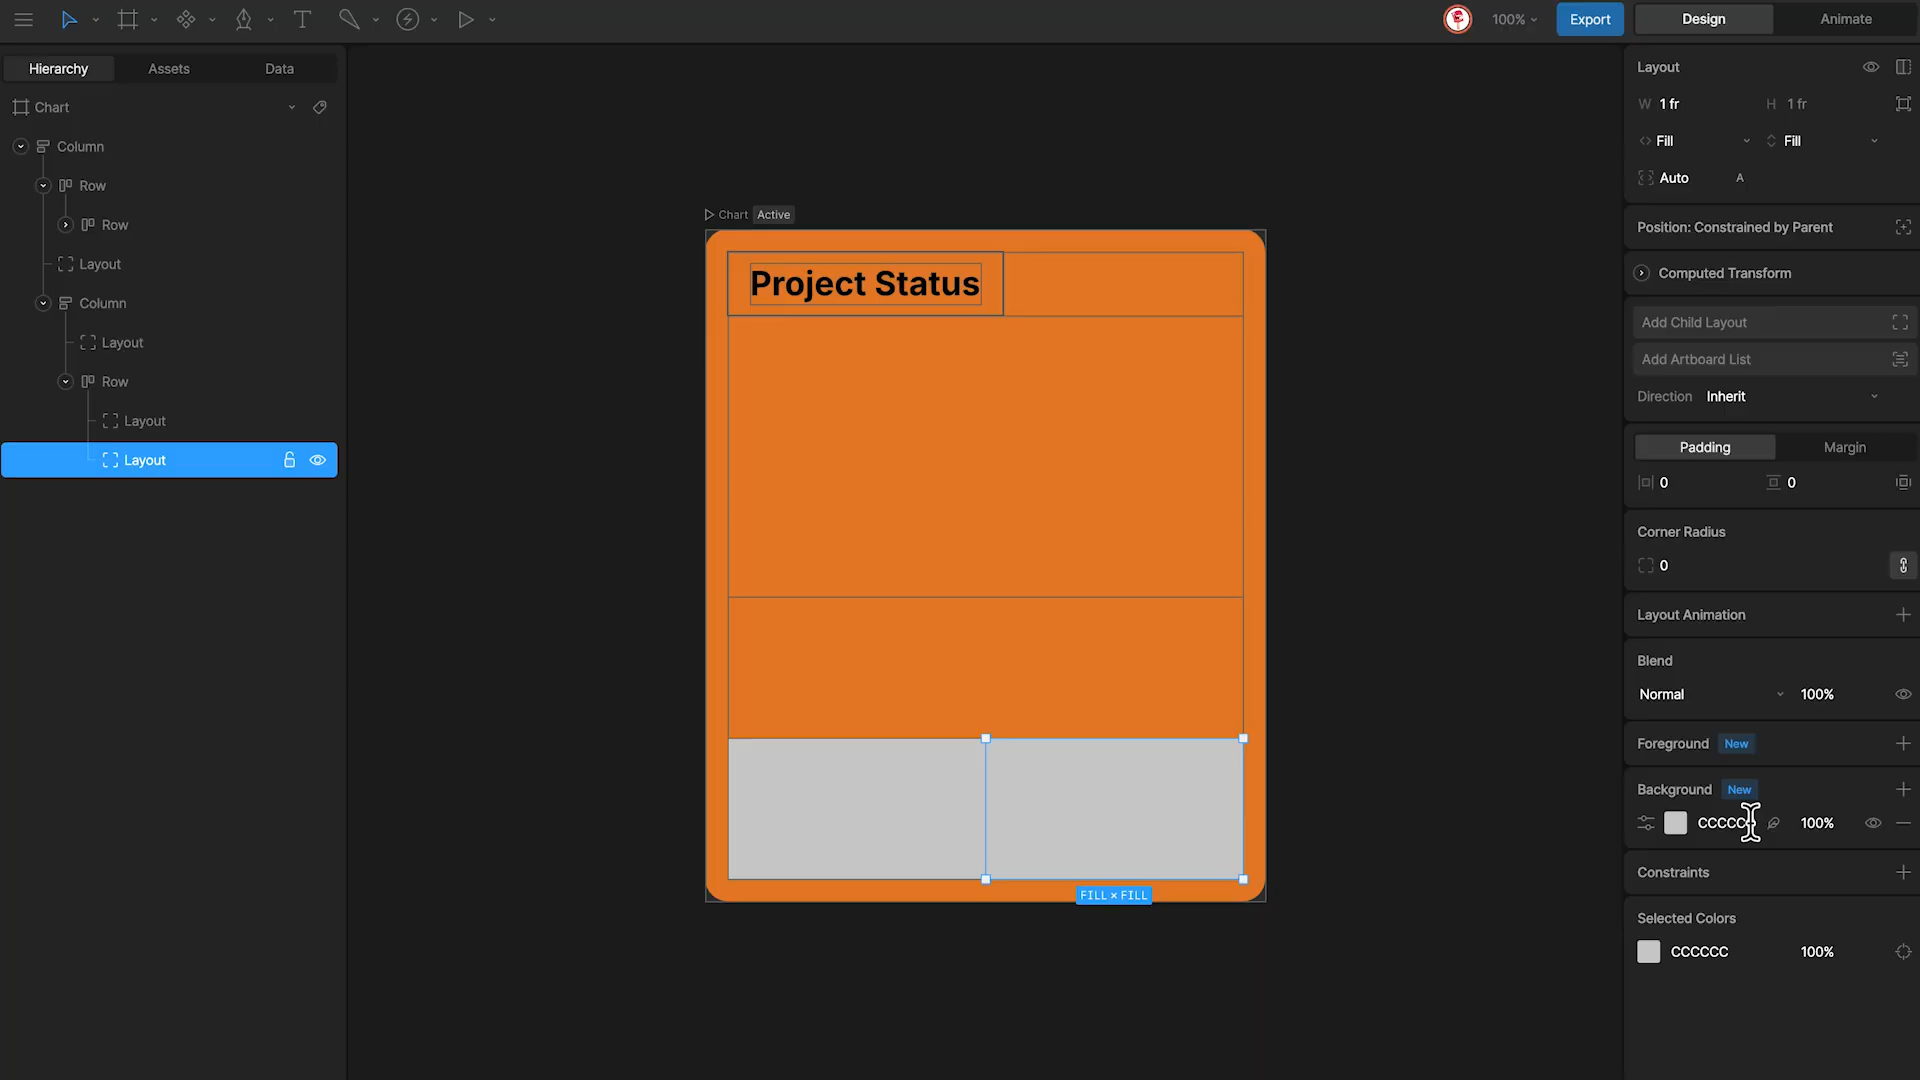 100%
Export
Design
Animate
Hierarchy
Assets
Data
Chart
Column
Row
Row
Layout
Column
Layout
Row
Layout
Layout
Chart Active
Project Status
FILL × FILL
Layout
W 1 fr
H 1 fr
Fill
Fill
Auto
A
Position: Constrained by Parent
Computed Transform
Add Child Layout
Add Artboard List
Direction Inherit
Padding
Margin
0
0
Corner Radius
0
Layout Animation
Blend
Normal
100%
Foreground New
Background New
CCCCC
100%
Constraints
Selected Colors
CCCCCC
100%